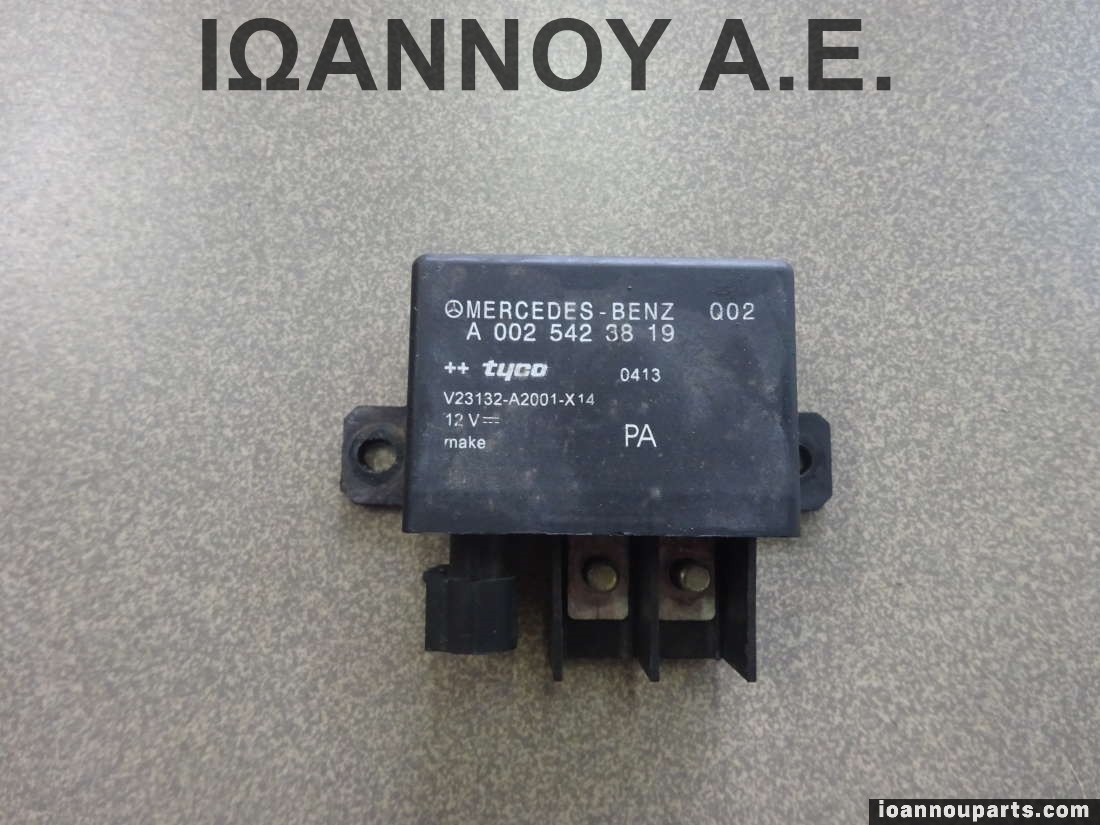 ΙΩΑΝΝΟΥ Α.Ε.
MERCEDES-BENZ Q02
A 002 542 38 19
++ tyco 0413
V23132-A2001-X14
12 V
make PA
ioannouparts.com